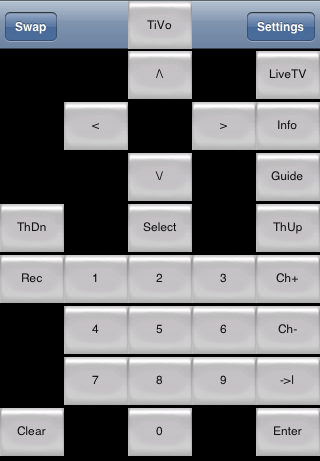 Swap TiVo Settings
/\ LiveTV
< > Info
\/ Guide
ThDn Select ThUp
Rec 1 2 3 Ch+
4 5 6 Ch-
7 8 9 ->|
Clear 0 Enter